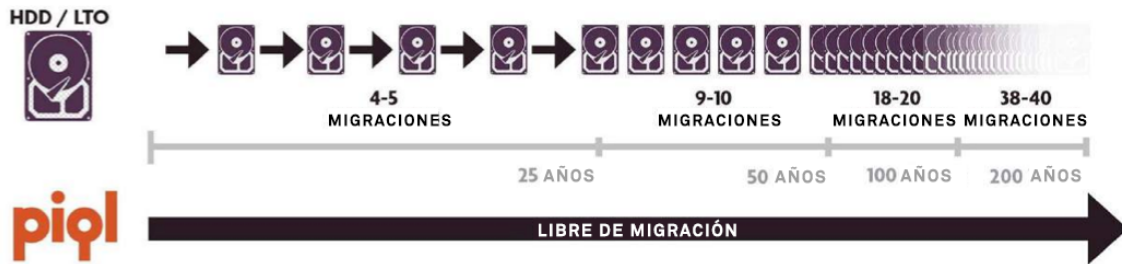 HDD / LTO
4-5
MIGRACIONES
9-10
MIGRACIONES
18-20
MIGRACIONES
38-40
MIGRACIONES
25 AÑOS
50 AÑOS
100 AÑOS
200 AÑOS
piql
LIBRE DE MIGRACIÓN